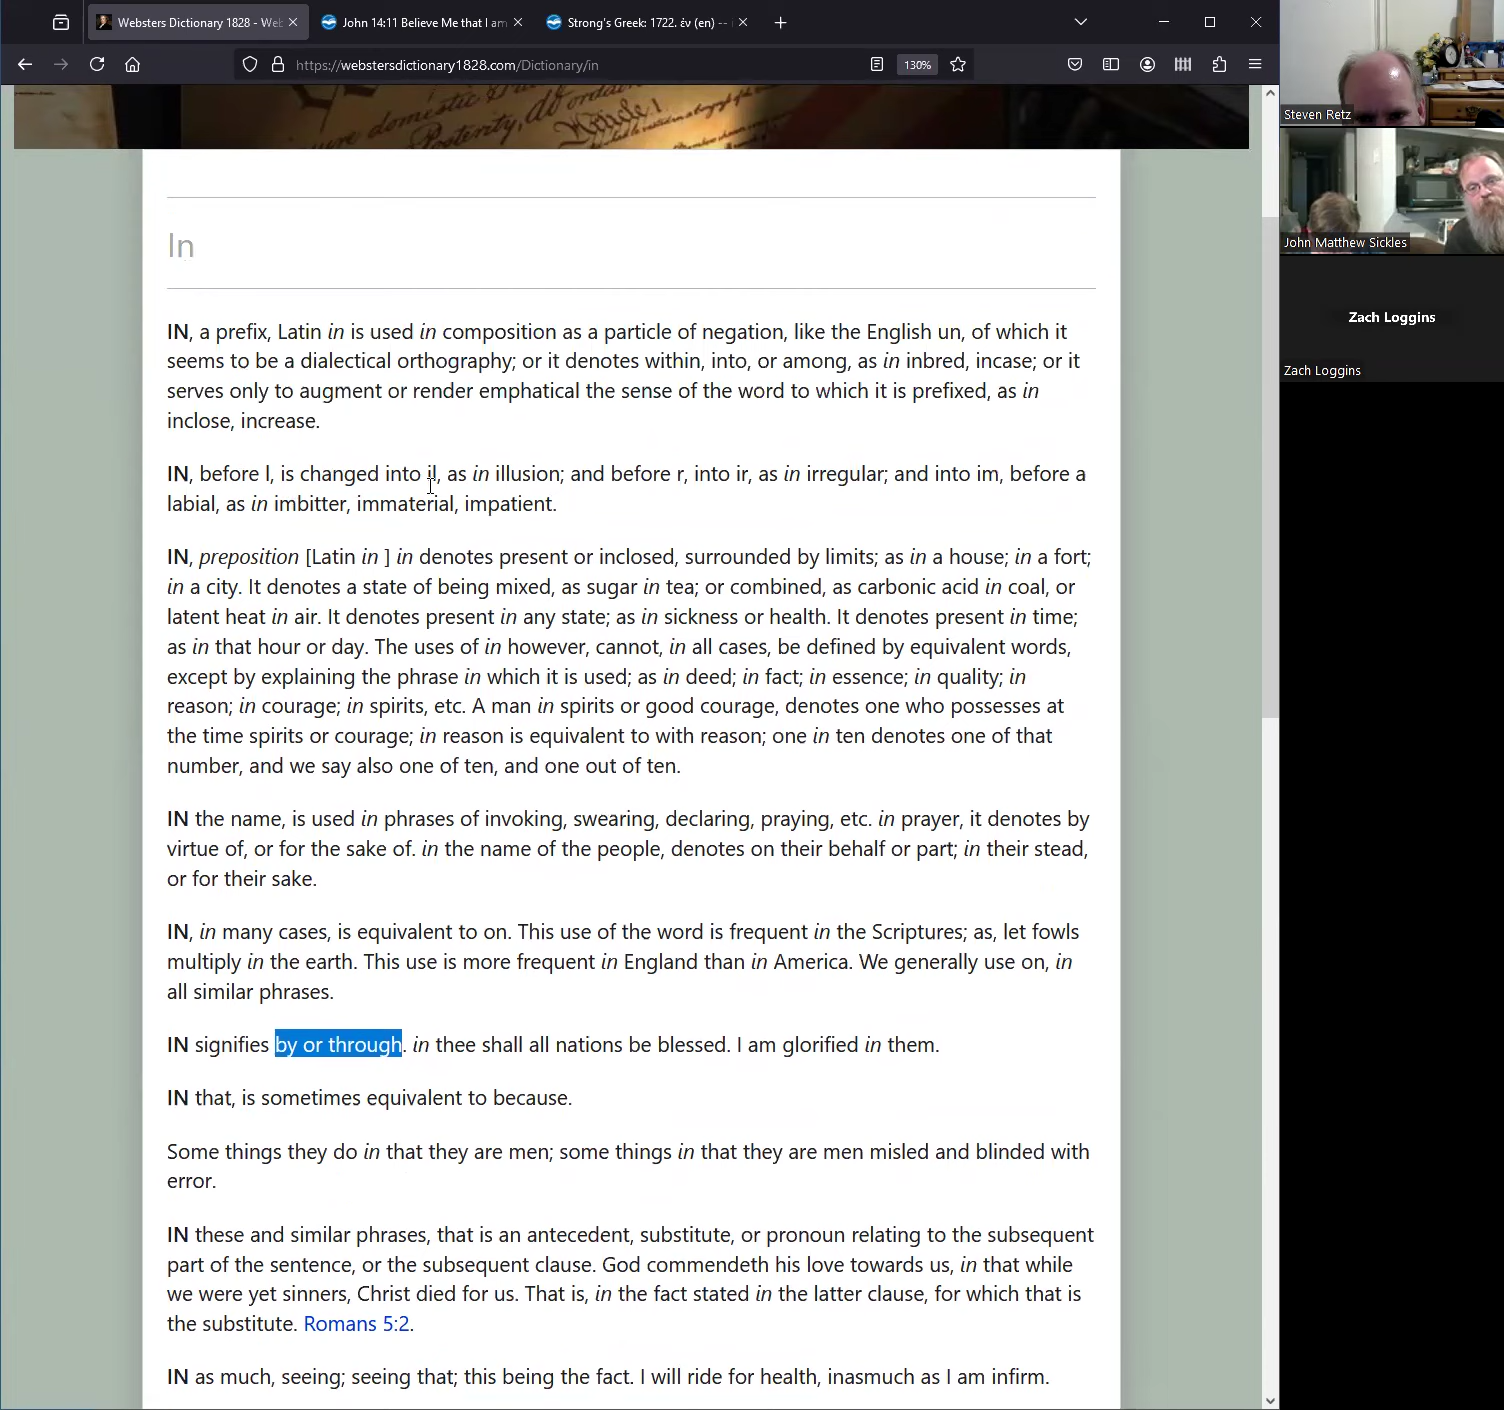 Websters Dictionary 1828 - Web
John 14:11 Believe Me that I am
Strong's Greek: 1722. ἐν (en) --
https://webstersdictionary1828.com/Dictionary/in
130%
domestic
Steven Retz
John Matthew Sickles
Zach Loggins
Zach Loggins
In
IN, a prefix, Latin in is used in composition as a particle of negation, like the English un, of which it
seems to be a dialectical orthography; or it denotes within, into, or among, as in inbred, incase; or it
serves only to augment or render emphatical the sense of the word to which it is prefixed, as in
inclose, increase.
IN, before l, is changed into il, as in illusion; and before r, into ir, as in irregular; and into im, before a
labial, as in imbitter, immaterial, impatient.
IN, preposition [Latin in ] in denotes present or inclosed, surrounded by limits; as in a house; in a fort;
in a city. It denotes a state of being mixed, as sugar in tea; or combined, as carbonic acid in coal, or
latent heat in air. It denotes present in any state; as in sickness or health. It denotes present in time;
as in that hour or day. The uses of in however, cannot, in all cases, be defined by equivalent words,
except by explaining the phrase in which it is used; as in deed; in fact; in essence; in quality; in
reason; in courage; in spirits, etc. A man in spirits or good courage, denotes one who possesses at
the time spirits or courage; in reason is equivalent to with reason; one in ten denotes one of that
number, and we say also one of ten, and one out of ten.
IN the name, is used in phrases of invoking, swearing, declaring, praying, etc. in prayer, it denotes by
virtue of, or for the sake of. in the name of the people, denotes on their behalf or part; in their stead,
or for their sake.
IN, in many cases, is equivalent to on. This use of the word is frequent in the Scriptures; as, let fowls
multiply in the earth. This use is more frequent in England than in America. We generally use on, in
all similar phrases.
IN signifies by or through. in thee shall all nations be blessed. I am glorified in them.
IN that, is sometimes equivalent to because.
Some things they do in that they are men; some things in that they are men misled and blinded with
error.
IN these and similar phrases, that is an antecedent, substitute, or pronoun relating to the subsequent
part of the sentence, or the subsequent clause. God commendeth his love towards us, in that while
we were yet sinners, Christ died for us. That is, in the fact stated in the latter clause, for which that is
the substitute. Romans 5:2.
IN as much, seeing; seeing that; this being the fact. I will ride for health, inasmuch as I am infirm.